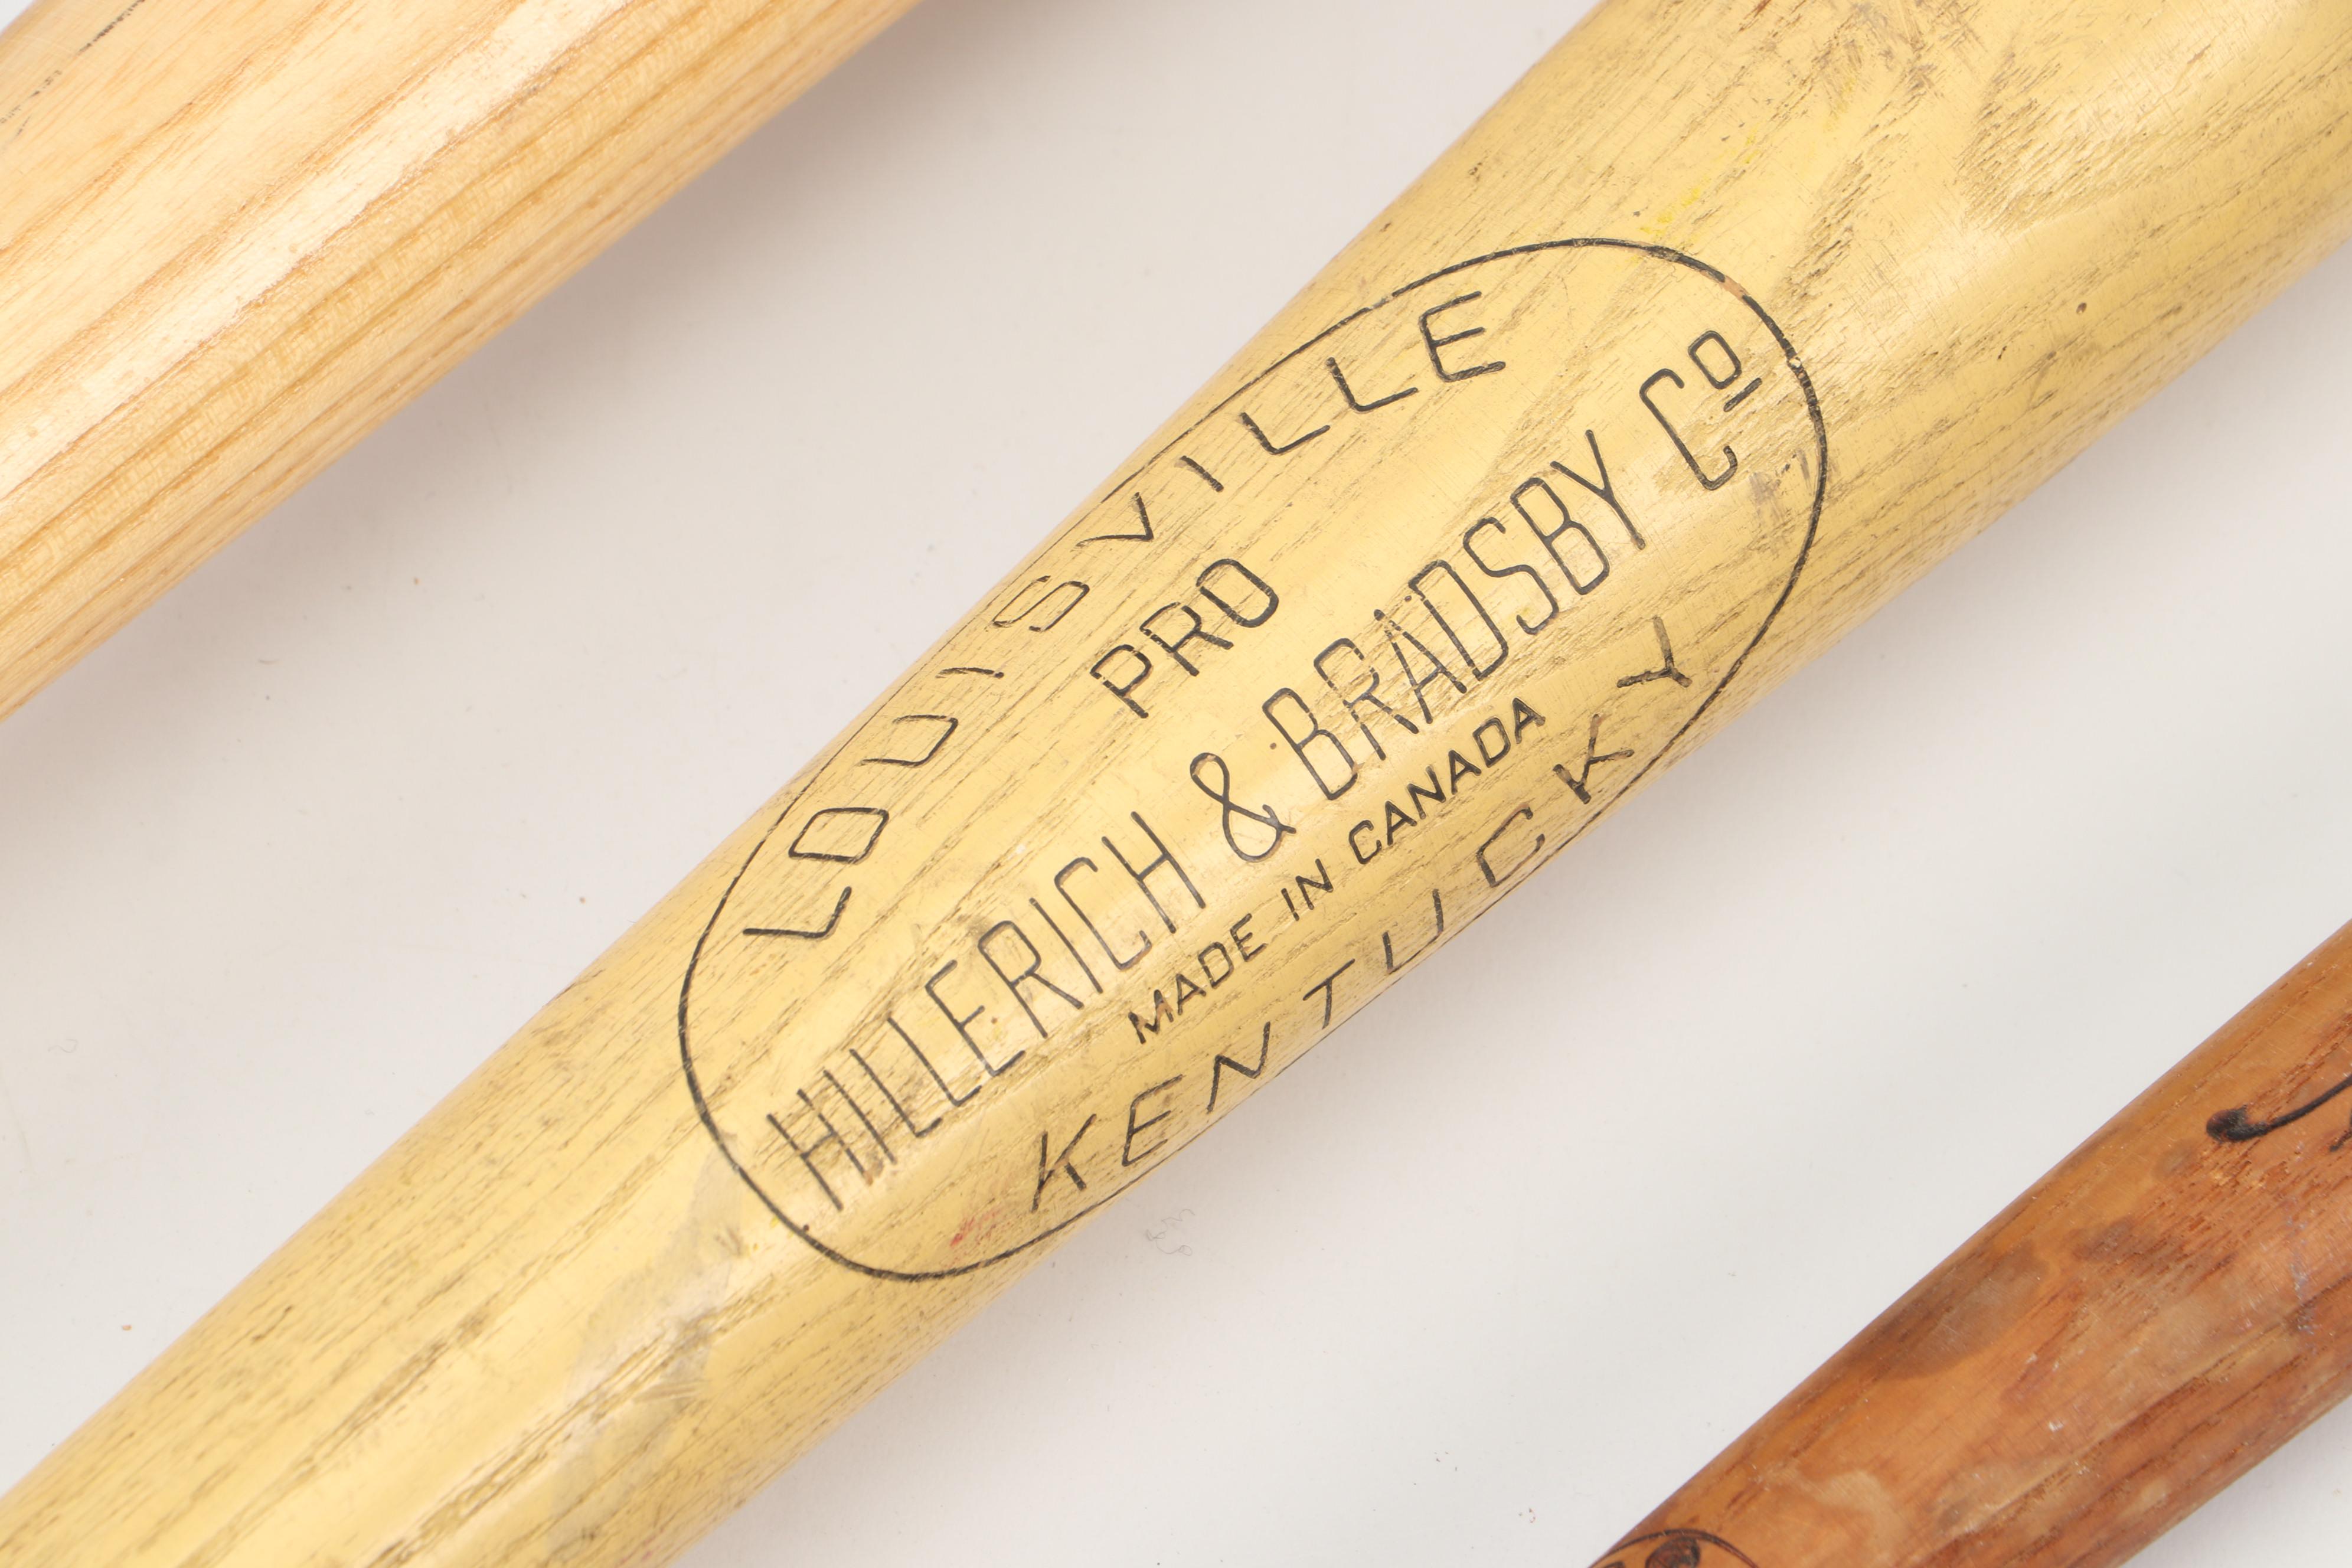 LOUISVILLE
PRO
HILLERICH & BRADSBY Cº
MADE IN CANADA
KENTUCKY